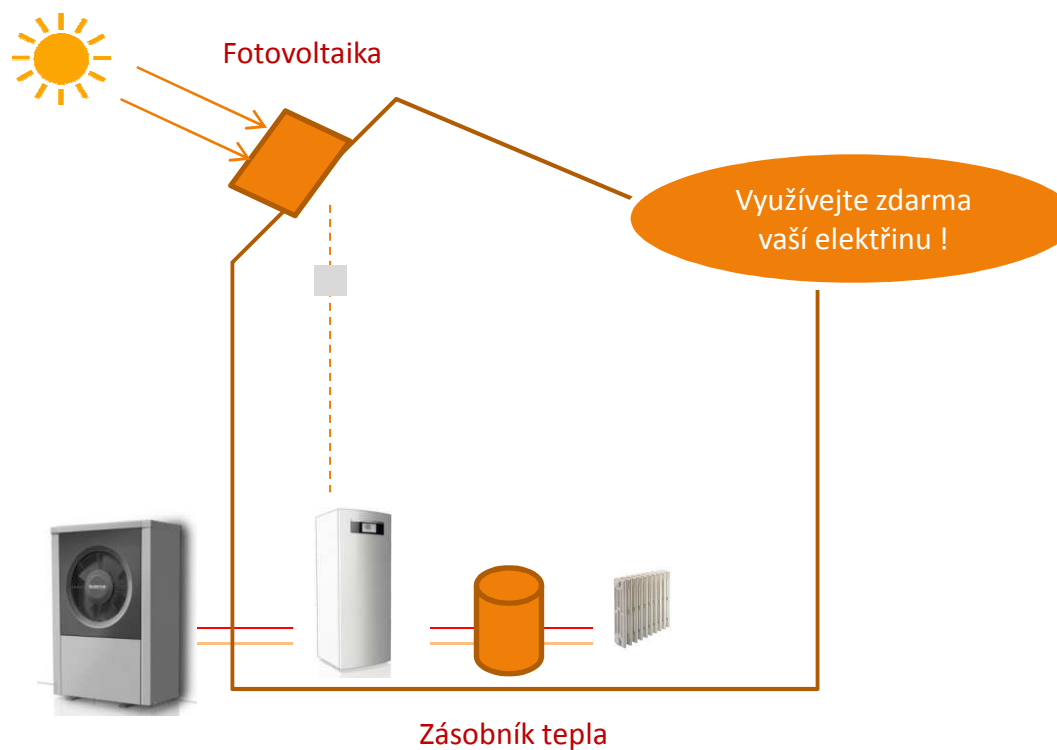 Fotovoltaika
Využívejte zdarma
vaší elektřinu !
Zásobník tepla